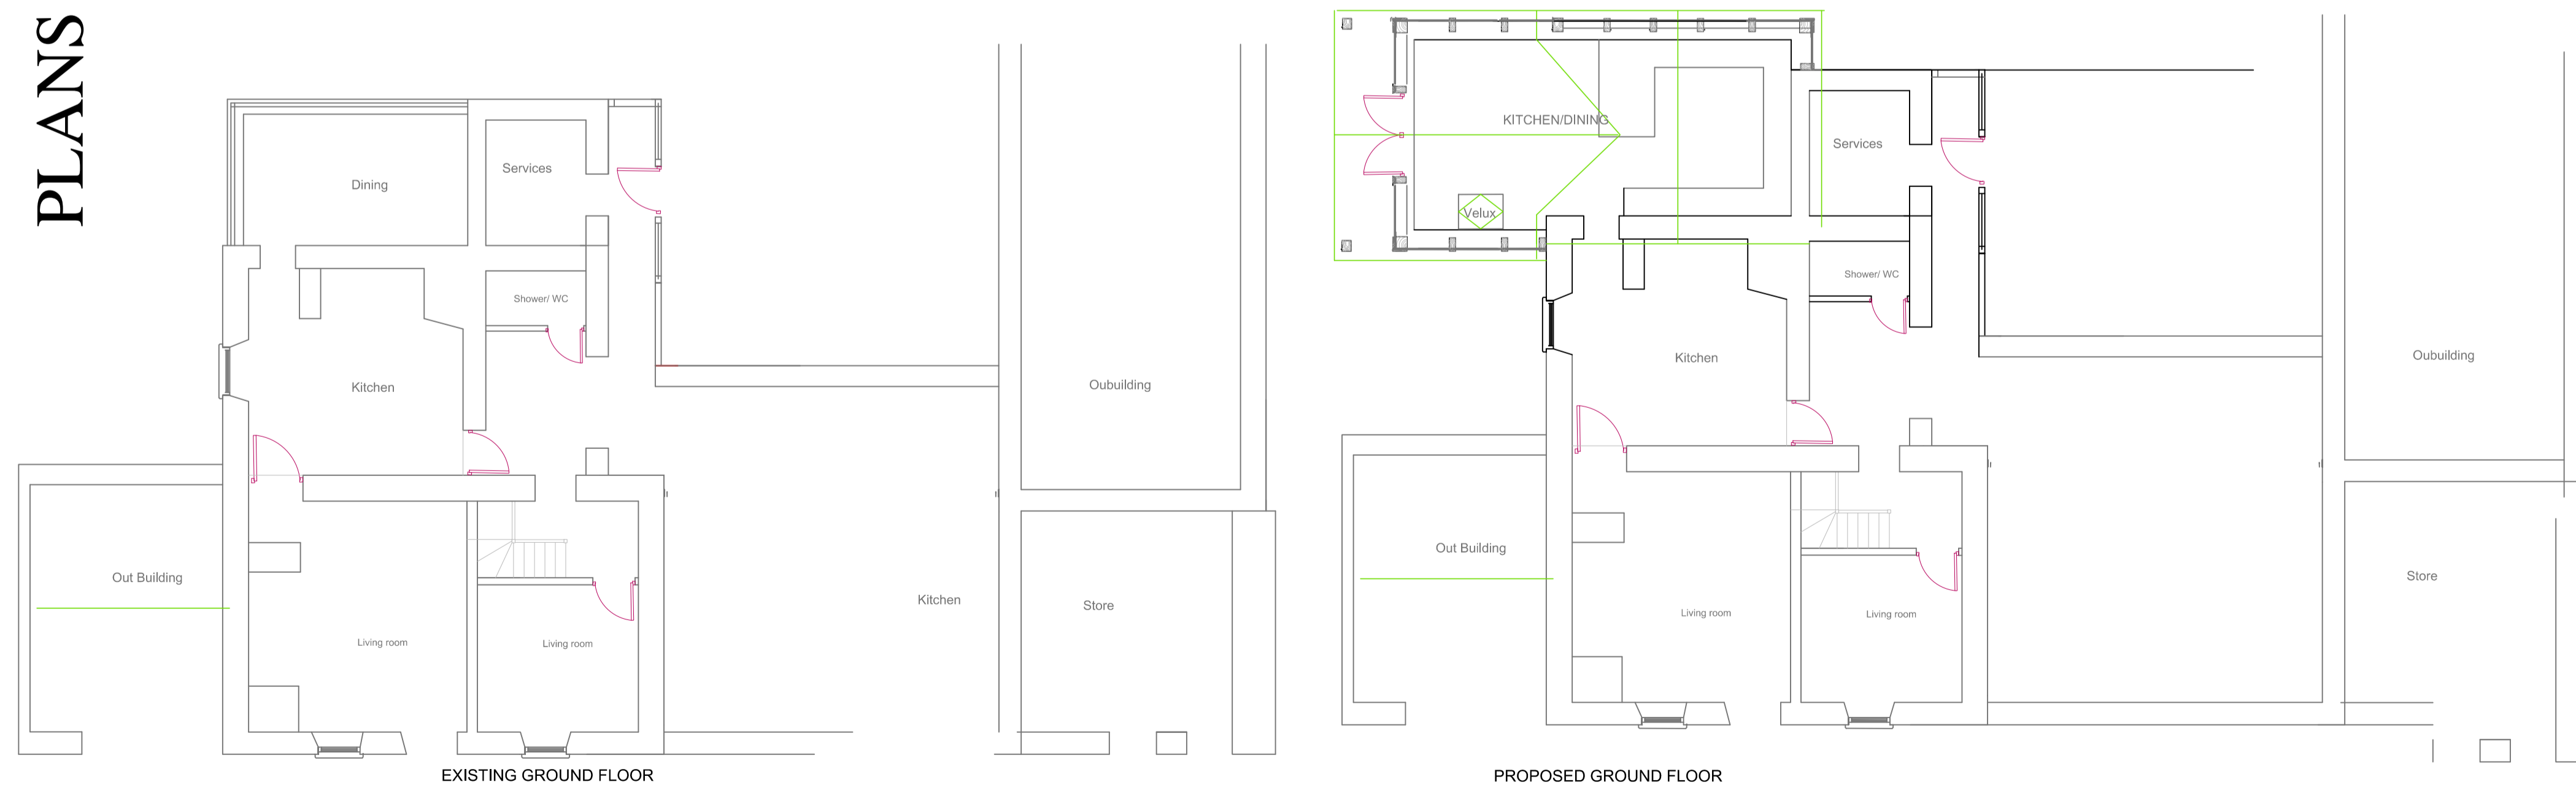 PLANS
Dining
Services
Shower/ WC
Kitchen
Oubuilding
Out Building
Living room
Living room
Kitchen
Store
EXISTING GROUND FLOOR
KITCHEN/DINING
Services
Velux
Shower/ WC
Kitchen
Oubuilding
Out Building
Living room
Living room
Store
PROPOSED GROUND FLOOR